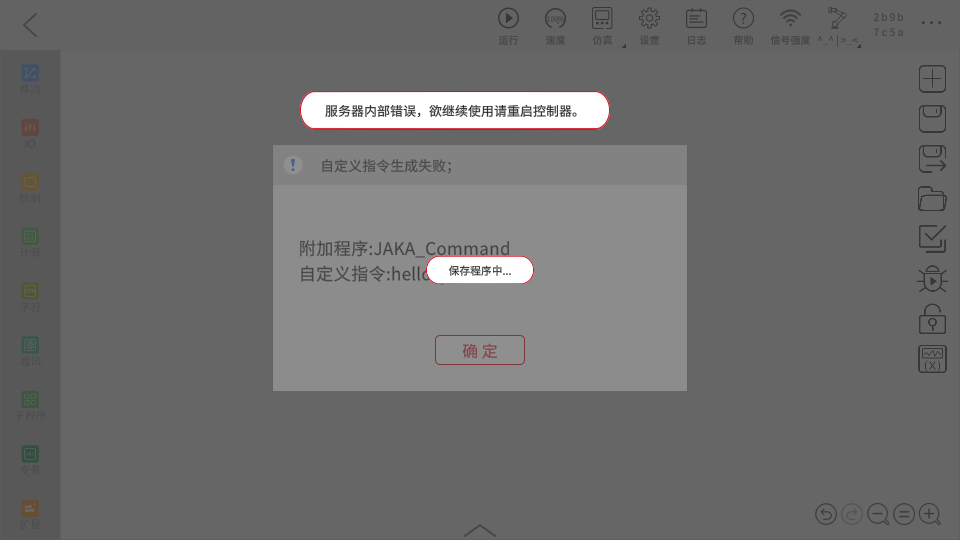 100%
2b9b
7c5a
运行
速度
仿真
设置
日志
帮助
信号强度
^_^|>_<
移动
IO
控制
计算
字符
通讯
子程序
变量
扩展
服务器内部错误，欲继续使用请重启控制器。
自定义指令生成失败；
附加程序:JAKA_Command
自定义指令:hello
保存程序中...
确 定
(X)